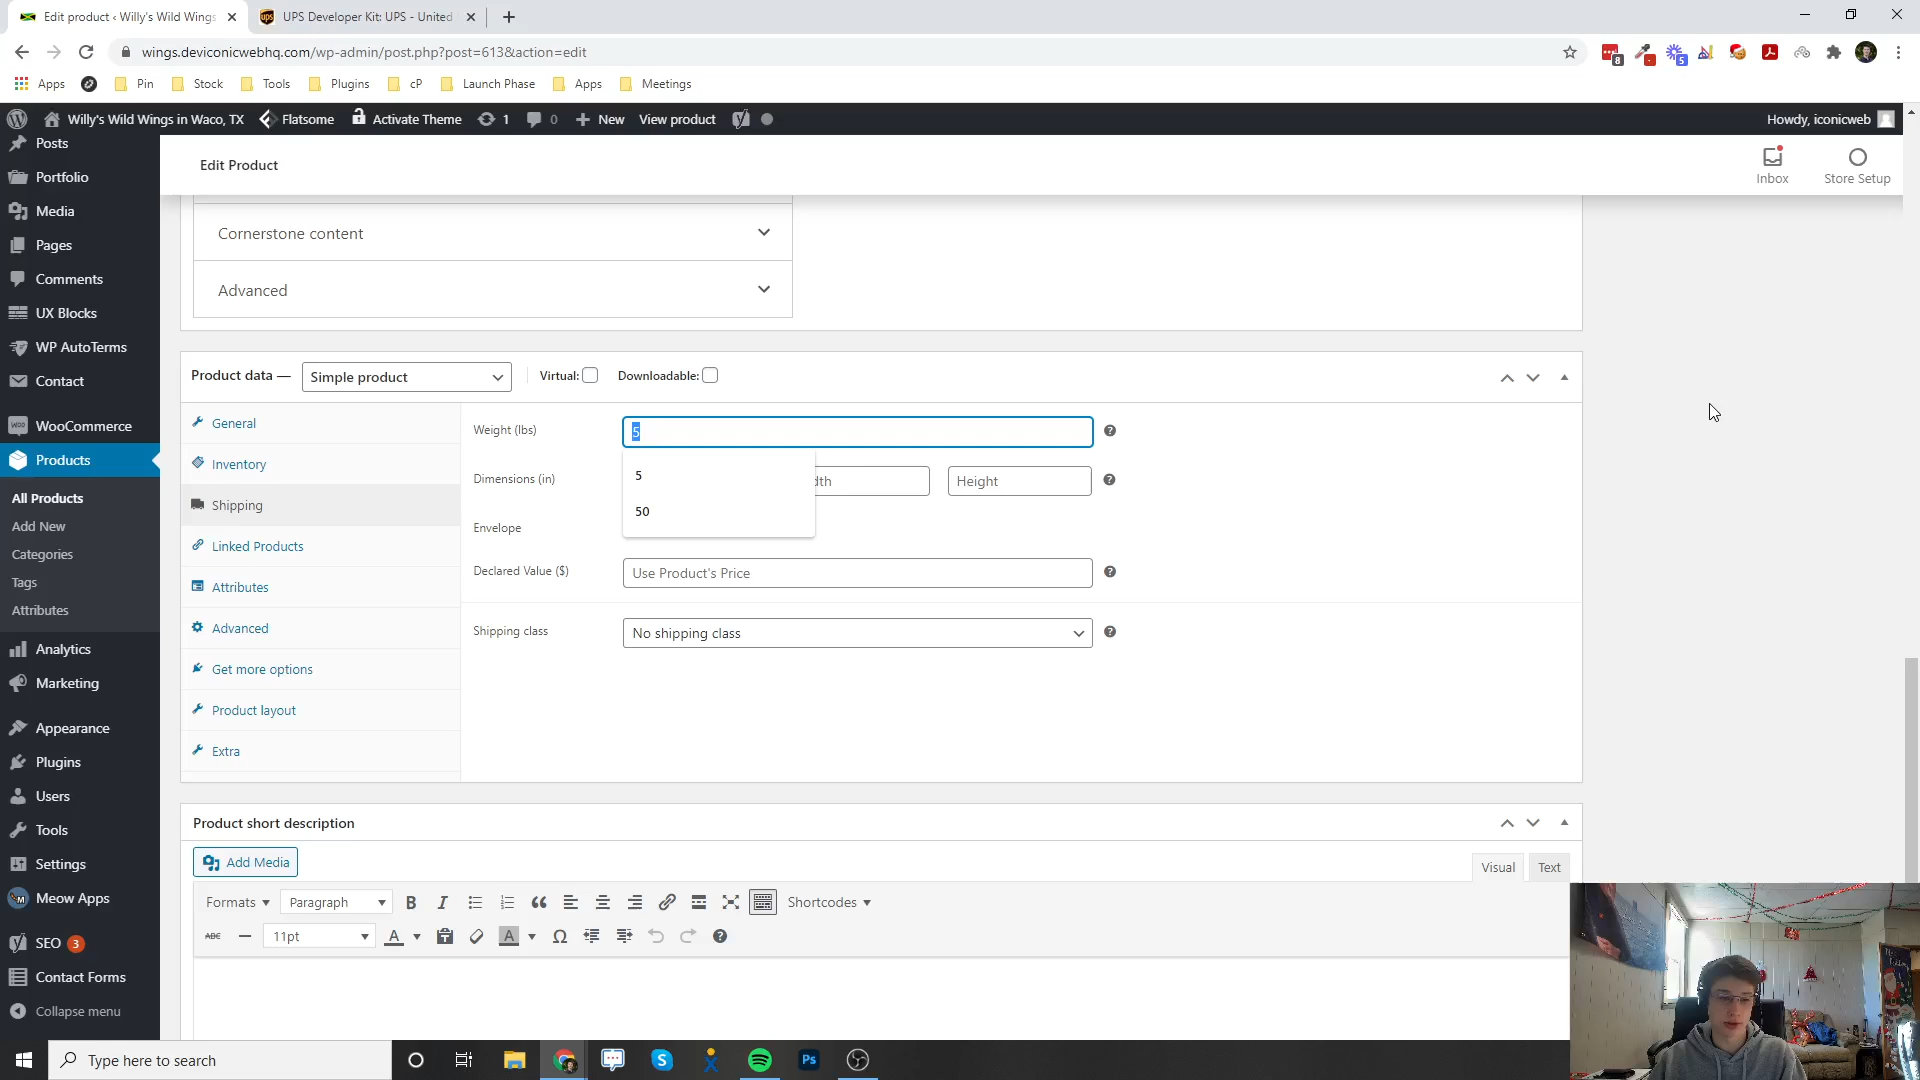 Edit product ‹ Willy's Wild Wings
UPS Developer Kit: UPS - United
wings.deviconicwebhq.com/wp-admin/post.php?post=613&action=edit
8
5
Apps
Pin
Stock
Tools
Plugins
cP
Launch Phase
Apps
Meetings
Willy's Wild Wings in Waco, TX
Flatsome
Activate Theme
1
0
New
View product
Howdy, iconicweb
Posts
Portfolio
Media
Pages
Comments
UX Blocks
WP AutoTerms
Contact
WooCommerce
Products
All Products
Add New
Categories
Tags
Attributes
Analytics
Marketing
Appearance
Plugins
Users
Tools
Settings
Meow Apps
SEO 3
Contact Forms
Collapse menu
Edit Product
Inbox
Store Setup
Cornerstone content
Advanced
Product data —
Simple product
Virtual:
Downloadable:
General
Inventory
Shipping
Linked Products
Attributes
Advanced
Get more options
Product layout
Extra
Weight (lbs)
5
5
50
Dimensions (in)
dth
Height
Envelope
Declared Value ($)
Use Product's Price
Shipping class
No shipping class
Product short description
Add Media
Visual
Text
Formats
Paragraph
B
I
Shortcodes
ABC
11pt
A
A
Ω
Type here to search
Ps